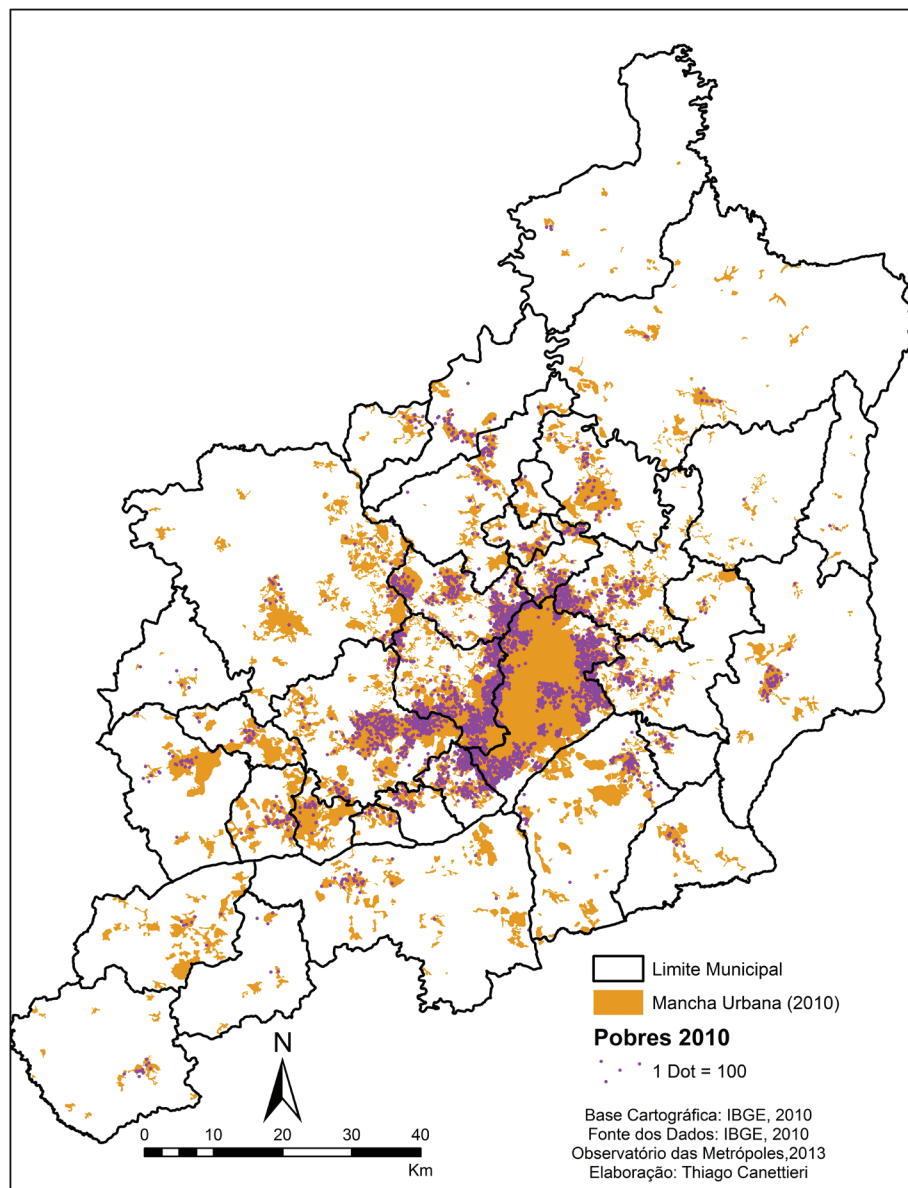 Limite Municipal
Mancha Urbana (2010)
Pobres 2010
1 Dot = 100
N
0 10 20 30 40
Km
Base Cartográfica: IBGE, 2010
Fonte dos Dados: IBGE, 2010
Observatório das Metrópoles,2013
Elaboração: Thiago Canettieri